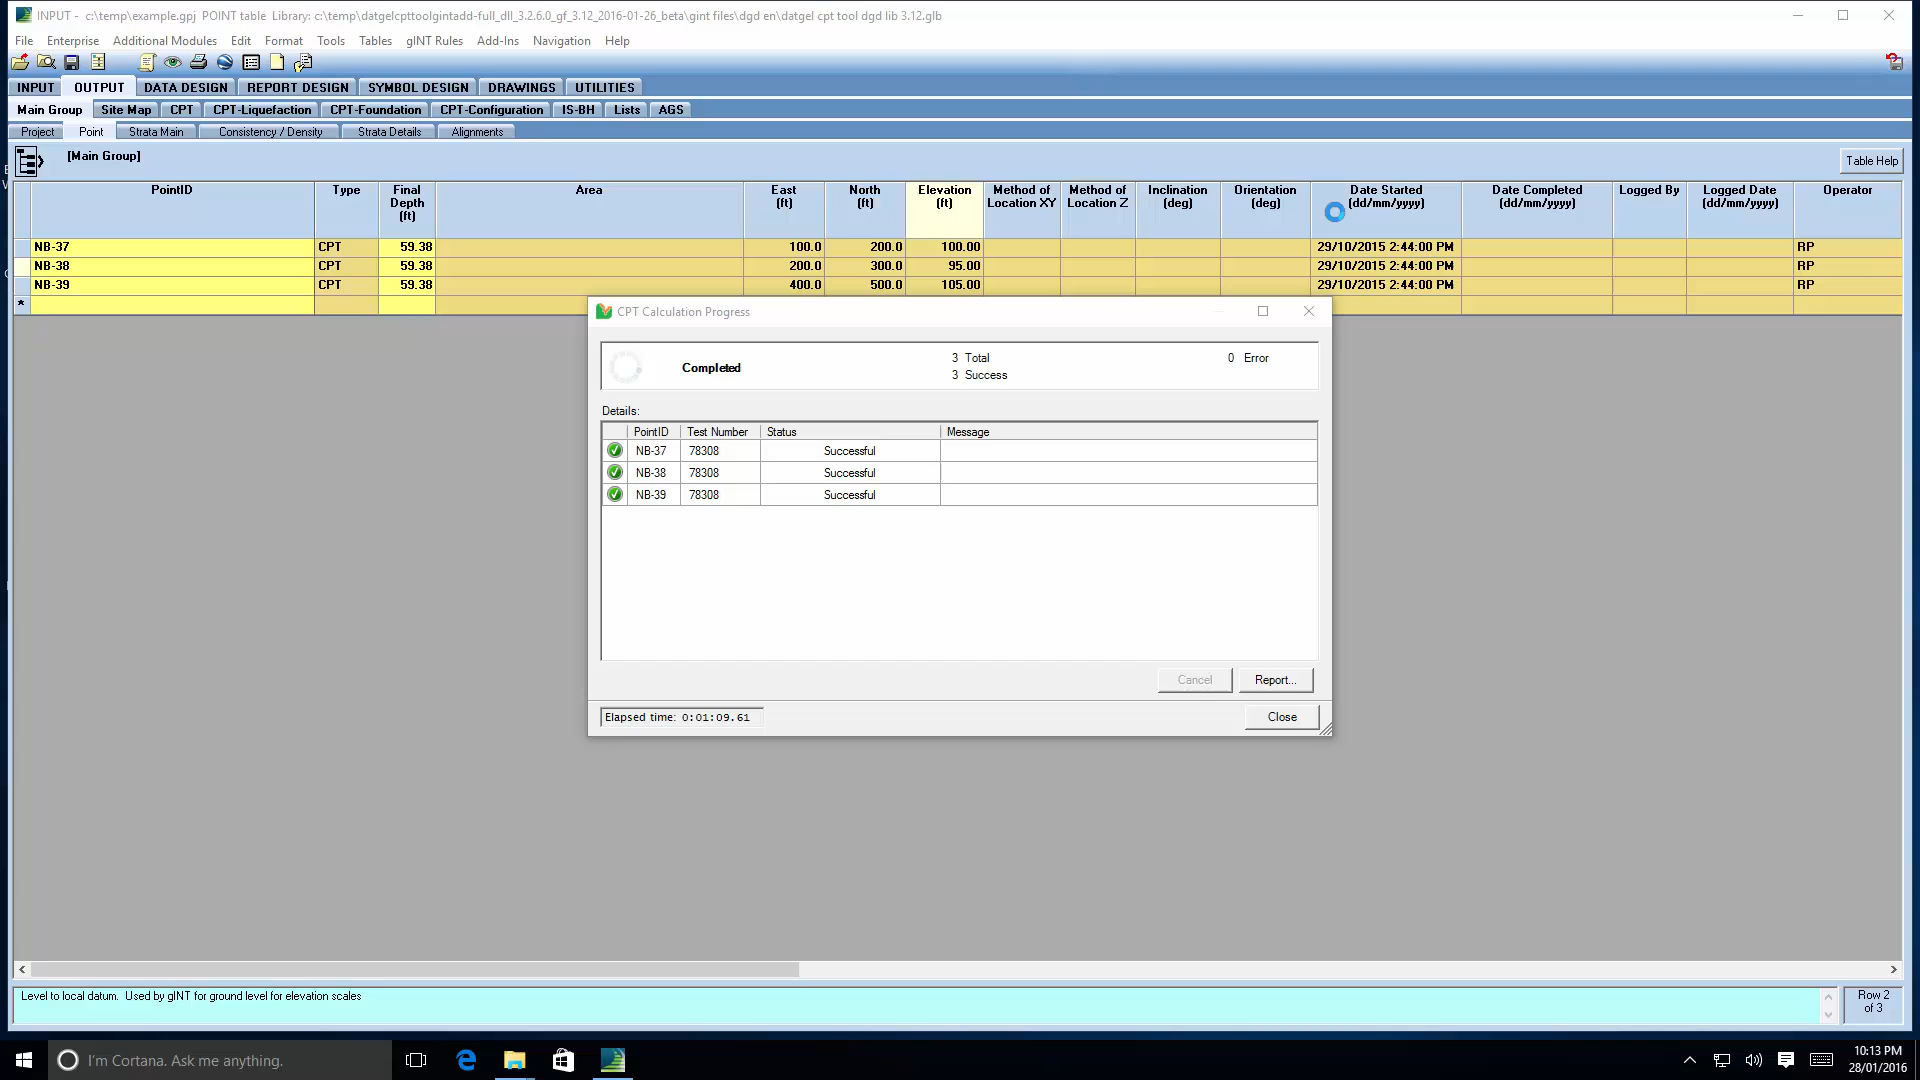 INPUT -  c:\temp\example.gpj  POINT table  Library: c:\temp\datgelcpttoolgintadd-full_dll_3.2.6.0_gf_3.12_2016-01-26_beta\gint files\dgd en\datgel cpt tool dgd lib 3.12.glb
File Enterprise Additional Modules Edit Format Tools Tables gINT Rules Add-Ins Navigation Help
INPUT OUTPUT DATA DESIGN REPORT DESIGN SYMBOL DESIGN DRAWINGS UTILITIES
Main Group Site Map CPT CPT-Liquefaction CPT-Foundation CPT-Configuration IS-BH Lists AGS
Project Point Strata Main Consistency / Density Strata Details Alignments
[Main Group] Table Help
PointID Type Final Area East North Elevation Method of Method of Inclination Orientation Date Started Date Completed Logged By Logged Date Operator
Depth (ft) (ft) (ft) Location XY Location Z (deg) (deg) (dd/mm/yyyy) (dd/mm/yyyy) (dd/mm/yyyy)
(ft)
NB-37 CPT 59.38 100.0 200.0 100.00 29/10/2015 2:44:00 PM RP
NB-38 CPT 59.38 200.0 300.0 95.00 29/10/2015 2:44:00 PM RP
NB-39 CPT 59.38 400.0 500.0 105.00 29/10/2015 2:44:00 PM RP
*
CPT Calculation Progress
3 Total 0 Error
Completed
3 Success
Details:
PointID Test Number Status Message
NB-37 78308 Successful
NB-38 78308 Successful
NB-39 78308 Successful
Cancel Report...
Elapsed time: 0:01:09.61 Close
Level to local datum.  Used by gINT for ground level for elevation scales
Row 2
of 3
I'm Cortana. Ask me anything.
10:13 PM
28/01/2016